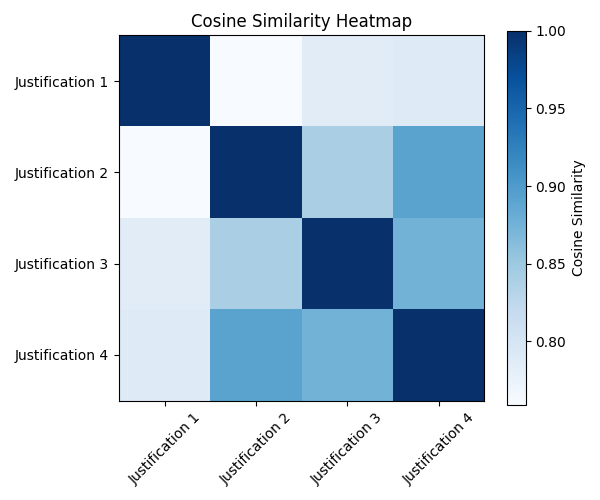 Cosine Similarity Heatmap
Justification 1
Justification 2
Justification 3
Justification 4
Justification 1
Justification 2
Justification 3
Justification 4
1.00
0.95
0.90
0.85
0.80
Cosine Similarity